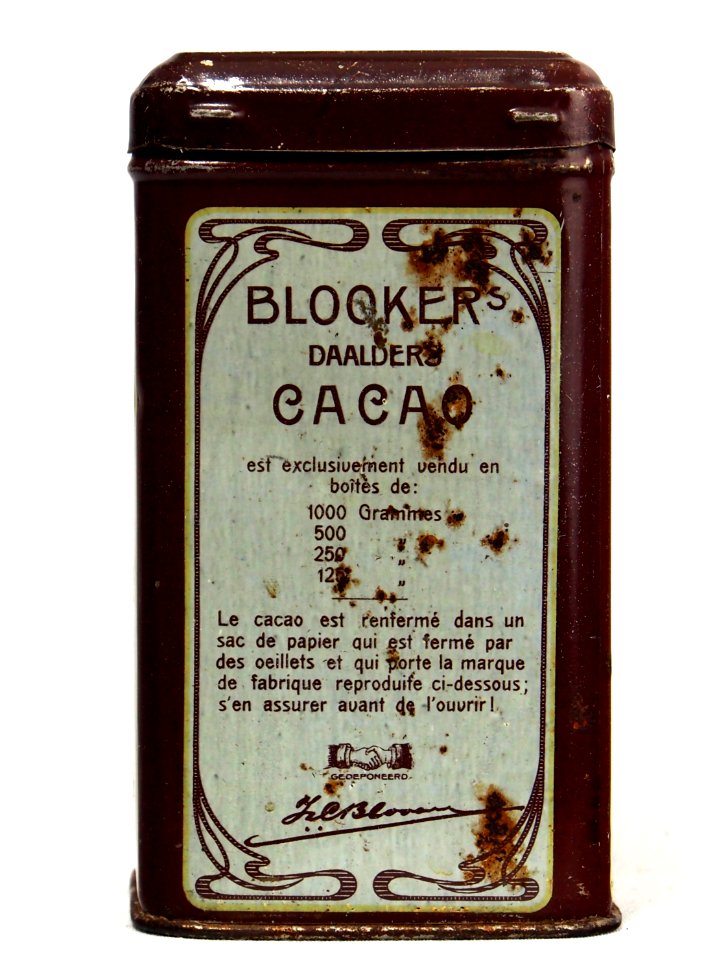 BLOOKERS
DAALDERS
CACAO
est exclusivement vendu en
boîtes de:
1000 Grammes
500 „
250 „
125 „
Le cacao est renfermé dans un
sac de papier qui est fermé par
des oeillets et qui porte la marque
de fabrique reproduite ci-dessous;
s'en assurer avant de l'ouvrir!
GEDEPONEERD